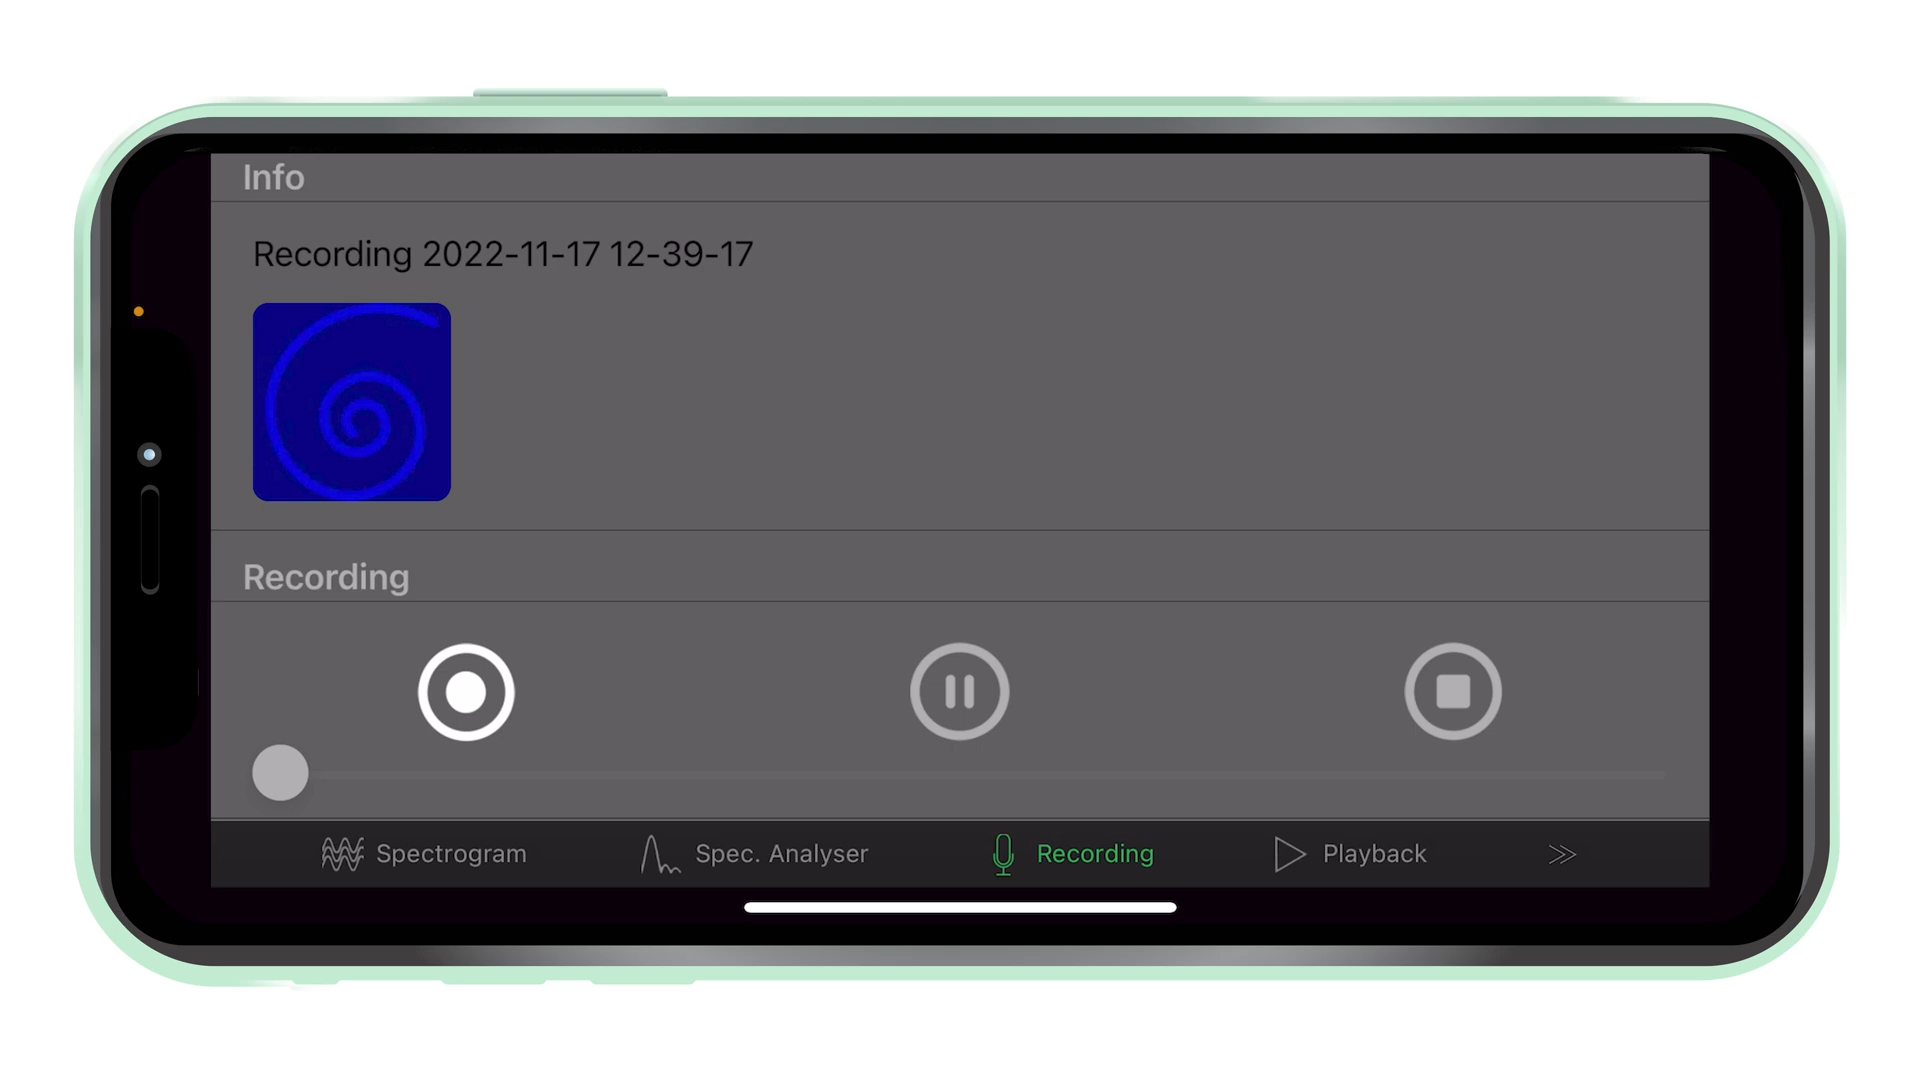 Info
Recording 2022-11-17 12-39-17
Recording
Spectrogram
Spec. Analyser
Recording
Playback